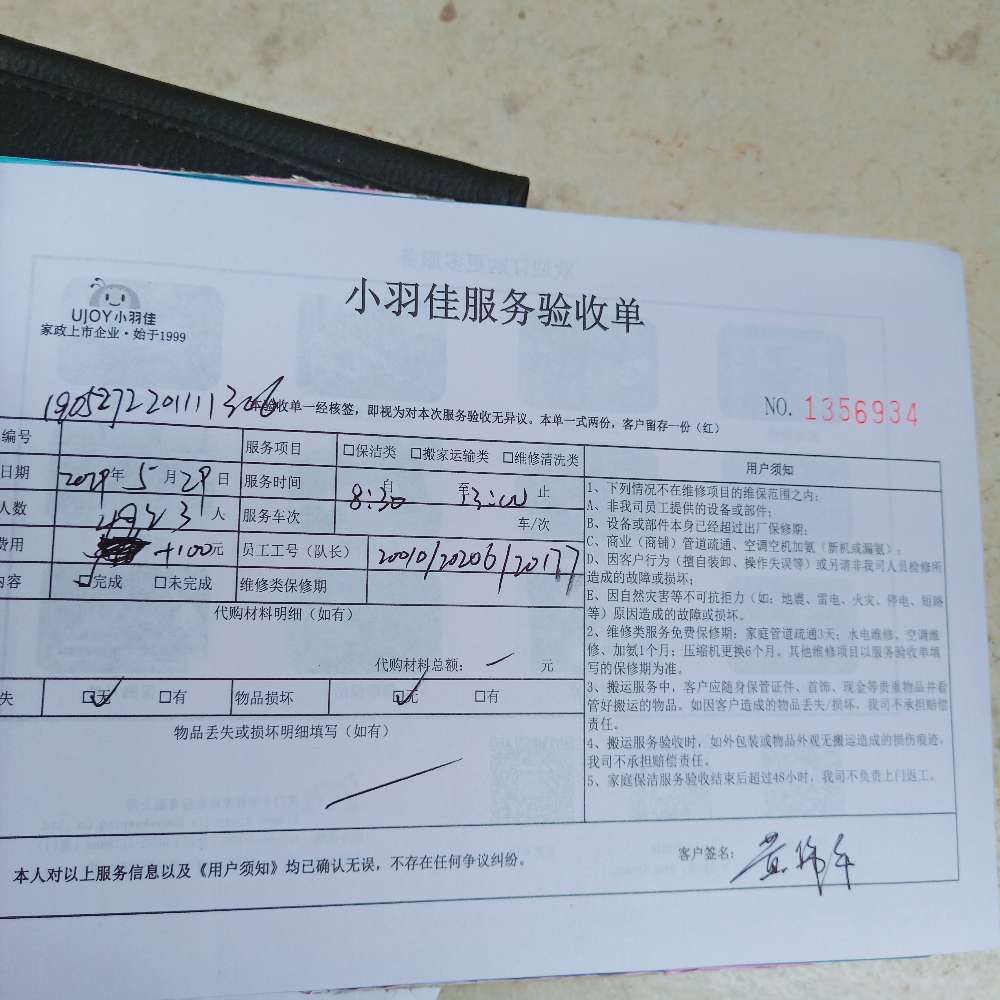 小羽佳服务验收单
UJOY小羽佳
家政上市企业·始于1999
本验收单一经核签，即视为对本次服务验收无异议。本单一式两份，客户留存一份（红）
NO. 1356934
编号
服务项目 □保洁类 □搬家运输类 □维修清洗类
日期 年 5 月 29 日 服务时间 8:30 自 至 止
人数 人 服务车次 车/次
费用 +100元 员工工号（队长） 20010/20206/20177
内容 □完成 □未完成 维修类保修期
代购材料明细（如有）
代购材料总额： 元
失 □无 □有 物品损坏 □无 □有
物品丢失或损坏明细填写（如有）
用户须知
1、下列情况不在维修项目的维保范围之内：
A、非我司员工提供的设备或部件；
B、设备或部件本身已经超过出厂保修期；
C、商业（商铺）管道疏通、空调空机加氨（新机或漏氨）；
D、因客户行为（擅自装卸、操作失误等）或另请非我司人员检修所
造成的故障或损坏；
E、因自然灾害等不可抗拒力（如：地震、雷电、火灾、停电、短路
等）原因造成的故障或损坏。
2、维修类服务免费保修期：家庭管道疏通3天；水电维修、空调维
修、加氨1个月；压缩机更换6个月。其他维修项目以服务验收单填
写的保修期为准。
3、搬运服务中，客户应随身保管证件、首饰、现金等贵重物品并看
管好搬运的物品。如因客户造成的物品丢失/损坏，我司不承担赔偿
责任。
4、搬运服务验收时，如外包装或物品外观无搬运造成的损伤痕迹，
我司不承担赔偿责任。
5、家庭保洁服务验收结束后超过48小时，我司不负责上门返工。
本人对以上服务信息以及《用户须知》均已确认无误，不存在任何争议纠纷。
客户签名：